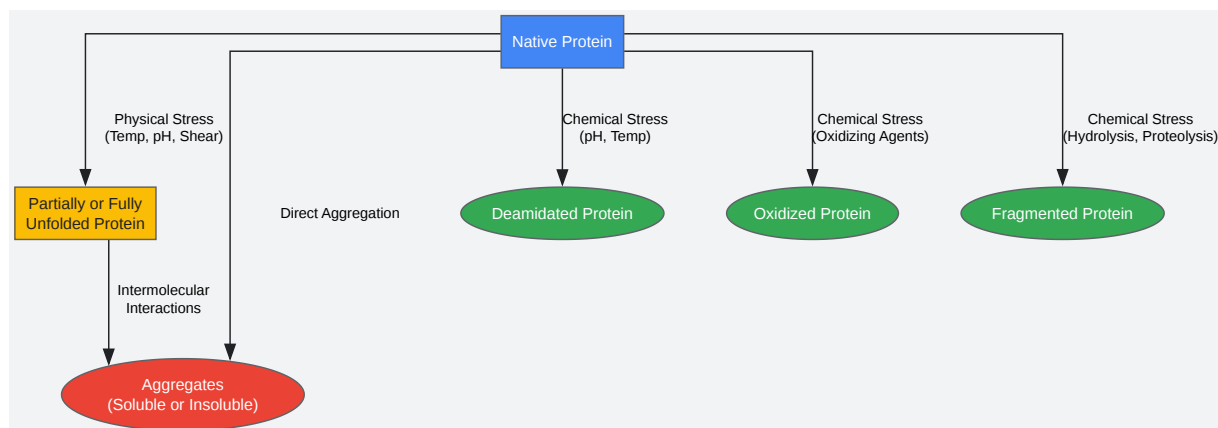 Native Protein
Physical Stress
(Temp, pH, Shear)
Chemical Stress
(pH, Temp)
Chemical Stress
(Oxidizing Agents)
Chemical Stress
(Hydrolysis, Proteolysis)
Partially or Fully
Unfolded Protein
Direct Aggregation
Deamidated Protein
Oxidized Protein
Fragmented Protein
Intermolecular
Interactions
Aggregates
(Soluble or Insoluble)